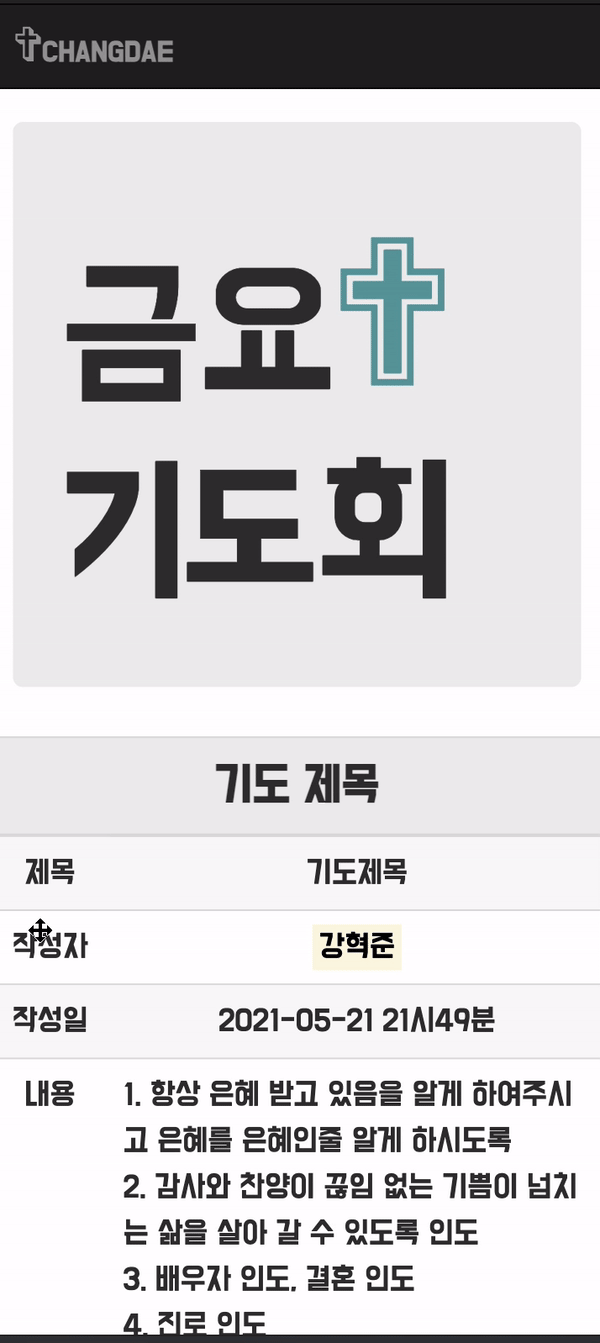 CHANGDAE
금요
기도회
기도 제목
제목 기도제목
작성자 강혁준
작성일 2021-05-21 21시49분
내용 1. 항상 은혜 받고 있음을 알게 하여주시
고 은혜를 은혜인줄 알게 하시도록
2. 감사와 찬양이 끊임 없는 기쁨이 넘치
는 삶을 살아 갈 수 있도록 인도
3. 배우자 인도, 결혼 인도
4. 진로 인도